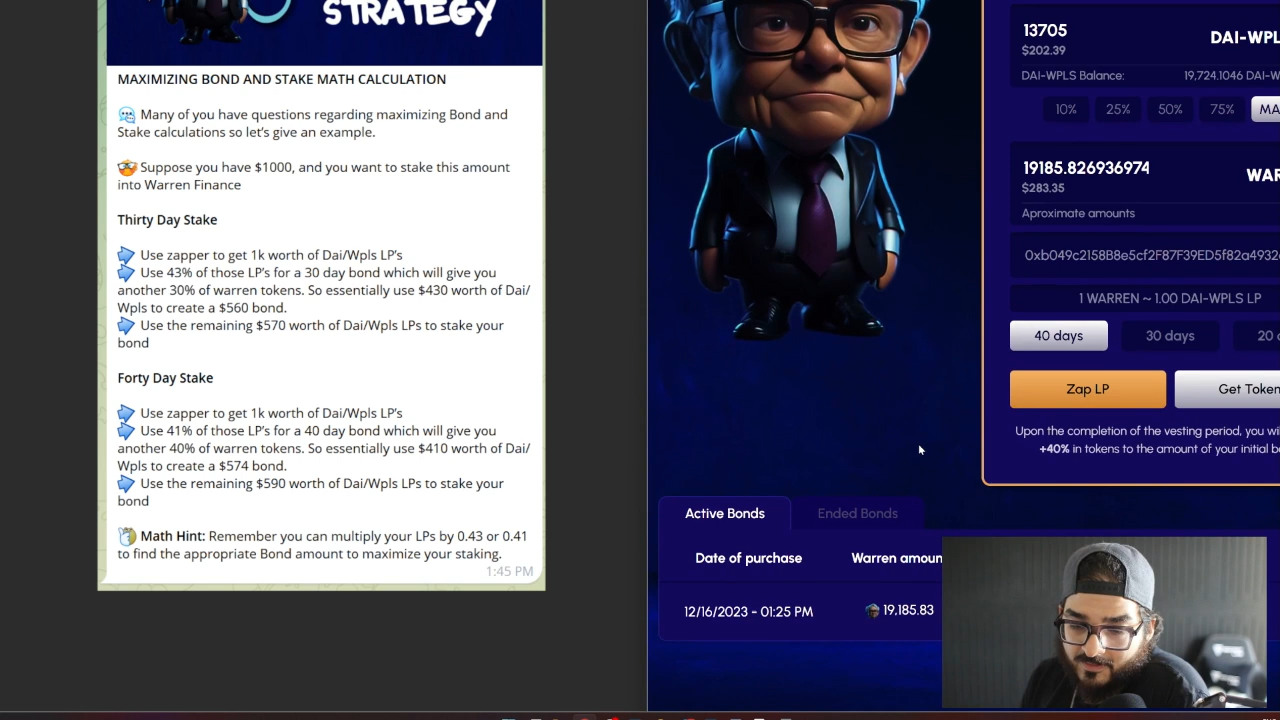 STRATEGY
MAXIMIZING BOND AND STAKE MATH CALCULATION
Many of you have questions regarding maximizing Bond and
Stake calculations so let's give an example.
Suppose you have $1000, and you want to stake this amount
into Warren Finance
Thirty Day Stake
Use zapper to get 1k worth of Dai/Wpls LP's
Use 43% of those LP's for a 30 day bond which will give you
another 30% of warren tokens. So essentially use $430 worth of Dai/
Wpls to create a $560 bond.
Use the remaining $570 worth of Dai/Wpls LPs to stake your
bond
Forty Day Stake
Use zapper to get 1k worth of Dai/Wpls LP's
Use 41% of those LP's for a 40 day bond which will give you
another 40% of warren tokens. So essentially use $410 worth of Dai/
Wpls to create a $574 bond.
Use the remaining $590 worth of Dai/Wpls LPs to stake your
bond
Math Hint: Remember you can multiply your LPs by 0.43 or 0.41
to find the appropriate Bond amount to maximize your staking.
1:45 PM
13705
DAI-WPL
$202.39
DAI-WPLS Balance: 19,724.1046 DAI-W
10% 25% 50% 75% MA
19185.826936974
WAR
$283.35
Aproximate amounts
0xb049c2158B8e5cf2F87F39ED5f82a4932
1 WARREN ~ 1.00 DAI-WPLS LP
40 days 30 days 20
Zap LP Get Token
Upon the completion of the vesting period, you wi
+40% in tokens to the amount of your initial b
Active Bonds Ended Bonds
Date of purchase Warren amoun
12/16/2023 - 01:25 PM 19,185.83